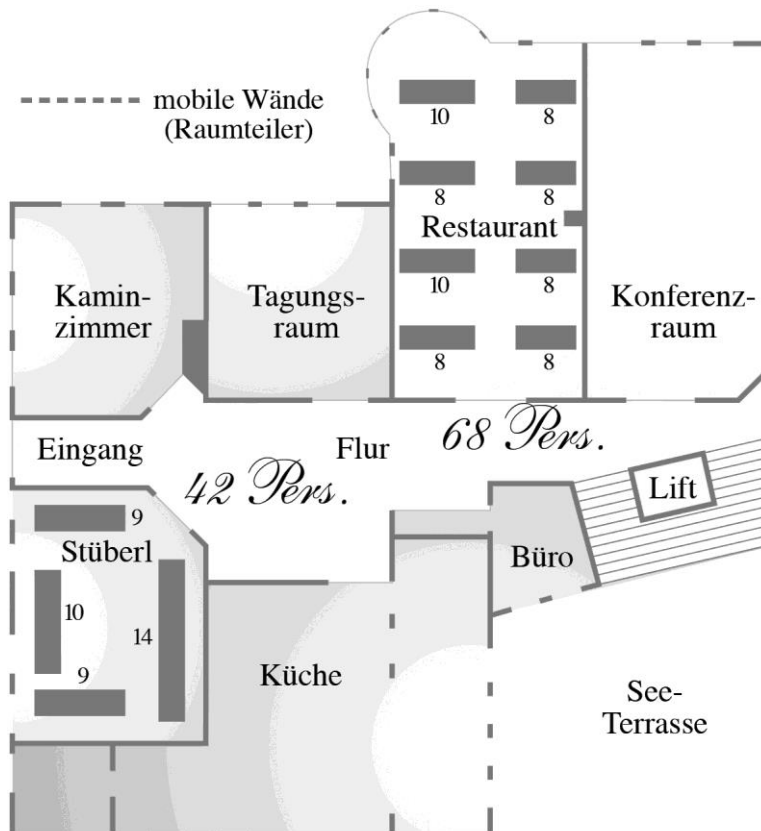 mobile Wände
(Raumteiler)
10
8
8
8
Restaurant
10
8
8
8
Kamin-
zimmer
Tagungs-
raum
Konferenz-
raum
68 Pers.
Eingang
Flur
42 Pers.
Lift
9
Stüberl
Büro
10
14
9
Küche
See-
Terrasse